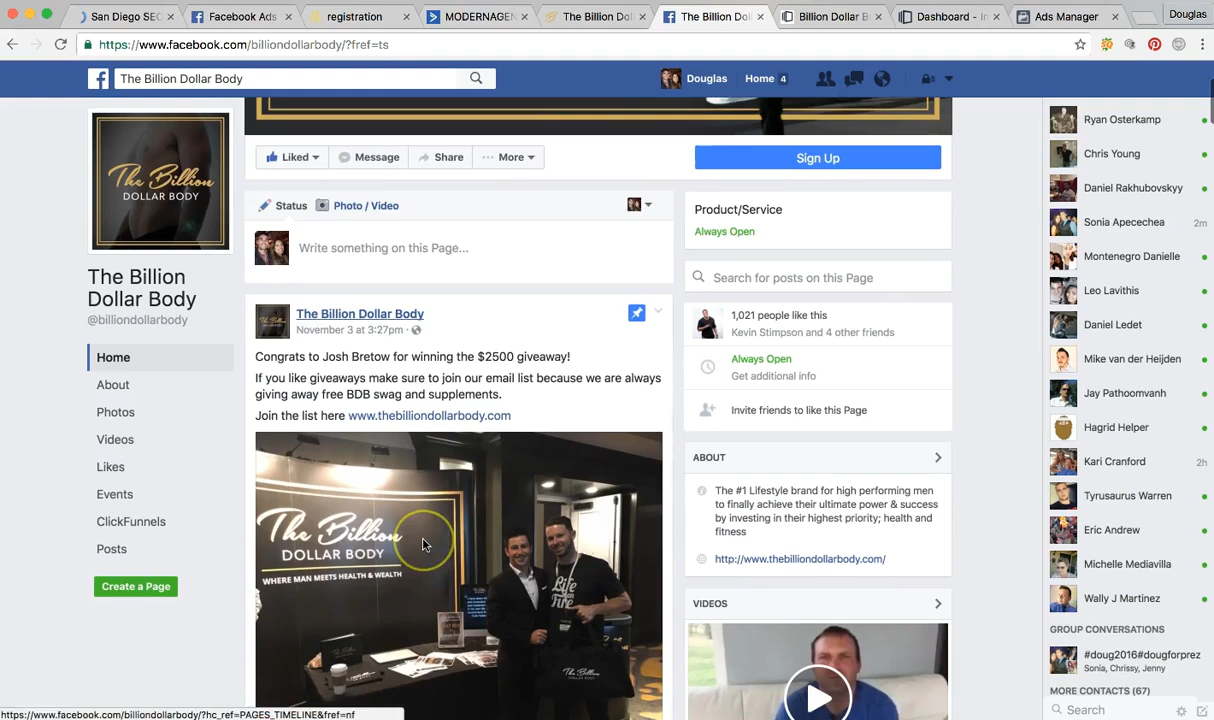 San Diego SEC
Facebook Ads
registration
MODERNAGEN
The Billion Dol
The Billion Dol
Billion Dollar B
Dashboard - In
Ads Manager
Douglas
https://www.facebook.com/billiondollarbody/?fref=ts
The Billion Dollar Body
Douglas
Home 4
The Billion
DOLLAR BODY
The Billion
Dollar Body
@billiondollarbody
Home
About
Photos
Videos
Likes
Events
ClickFunnels
Posts
Create a Page
Liked
Message
Share
More
Sign Up
Status
Photo / Video
Write something on this Page...
The Billion Dollar Body
November 3 at 3:27pm ·
Congrats to Josh Bretow for winning the $2500 giveaway!
If you like giveaways make sure to join our email list because we are always
giving away free BDB swag and supplements.
Join the list here www.thebilliondollarbody.com
The Billion
DOLLAR BODY
WHERE MAN MEETS HEALTH & WEALTH
Product/Service
Always Open
Search for posts on this Page
1,021 people like this
Kevin Stimpson and 4 other friends
Always Open
Get additional info
Invite friends to like this Page
ABOUT
The #1 Lifestyle brand for high performing men
to finally achieve their ultimate power & success
by investing in their highest priority; health and
fitness
http://www.thebilliondollarbody.com/
VIDEOS
Ryan Osterkamp
Chris Young
Daniel Rakhubovskyy
Sonia Apecechea 2m
Montenegro Danielle
Leo Lavithis
Daniel Ledet
Mike van der Heijden
Jay Pathoomvanh
Hagrid Helper
Kari Cranford 2h
Tyrusaurus Warren
Eric Andrew
Michelle Mediavilla
Wally J Martinez
GROUP CONVERSATIONS
#doug2016#dougforprez
Sonia, Chrissy, Jenny
MORE CONTACTS (67)
Search
https://www.facebook.com/billiondollarbody/?hc_ref=PAGES_TIMELINE&fref=nf